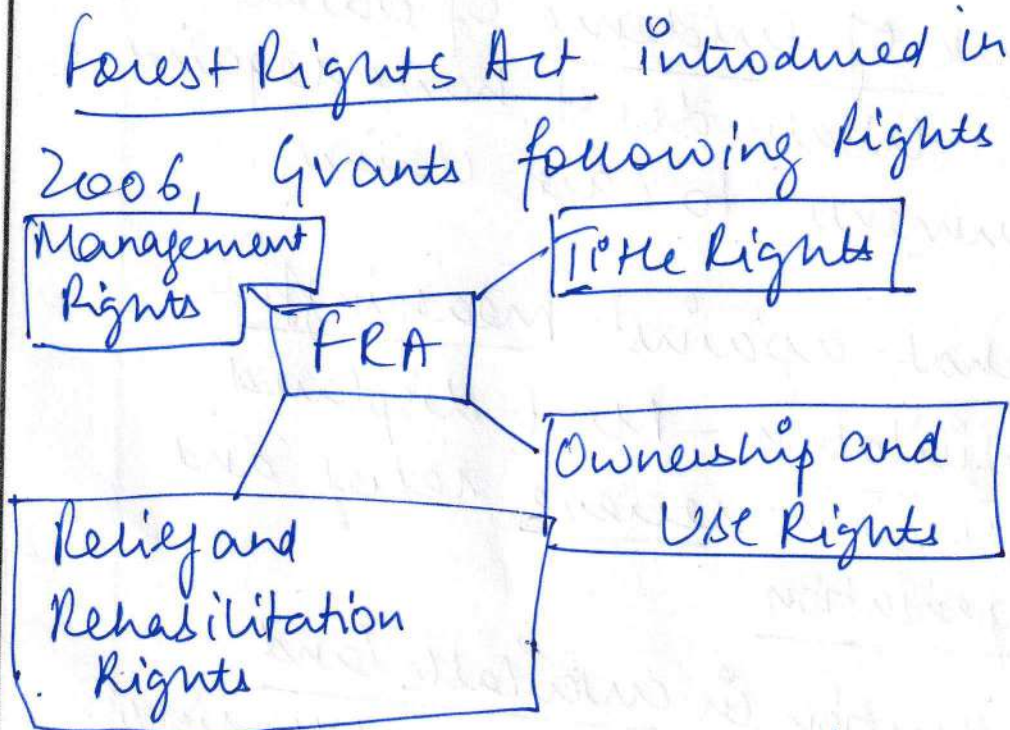 Forest Rights Act introduced in
2006, Grants following Rights
Management
Rights
Title Rights
FRA
Ownership and
Use Rights
Relief and
Rehabilitation
Rights